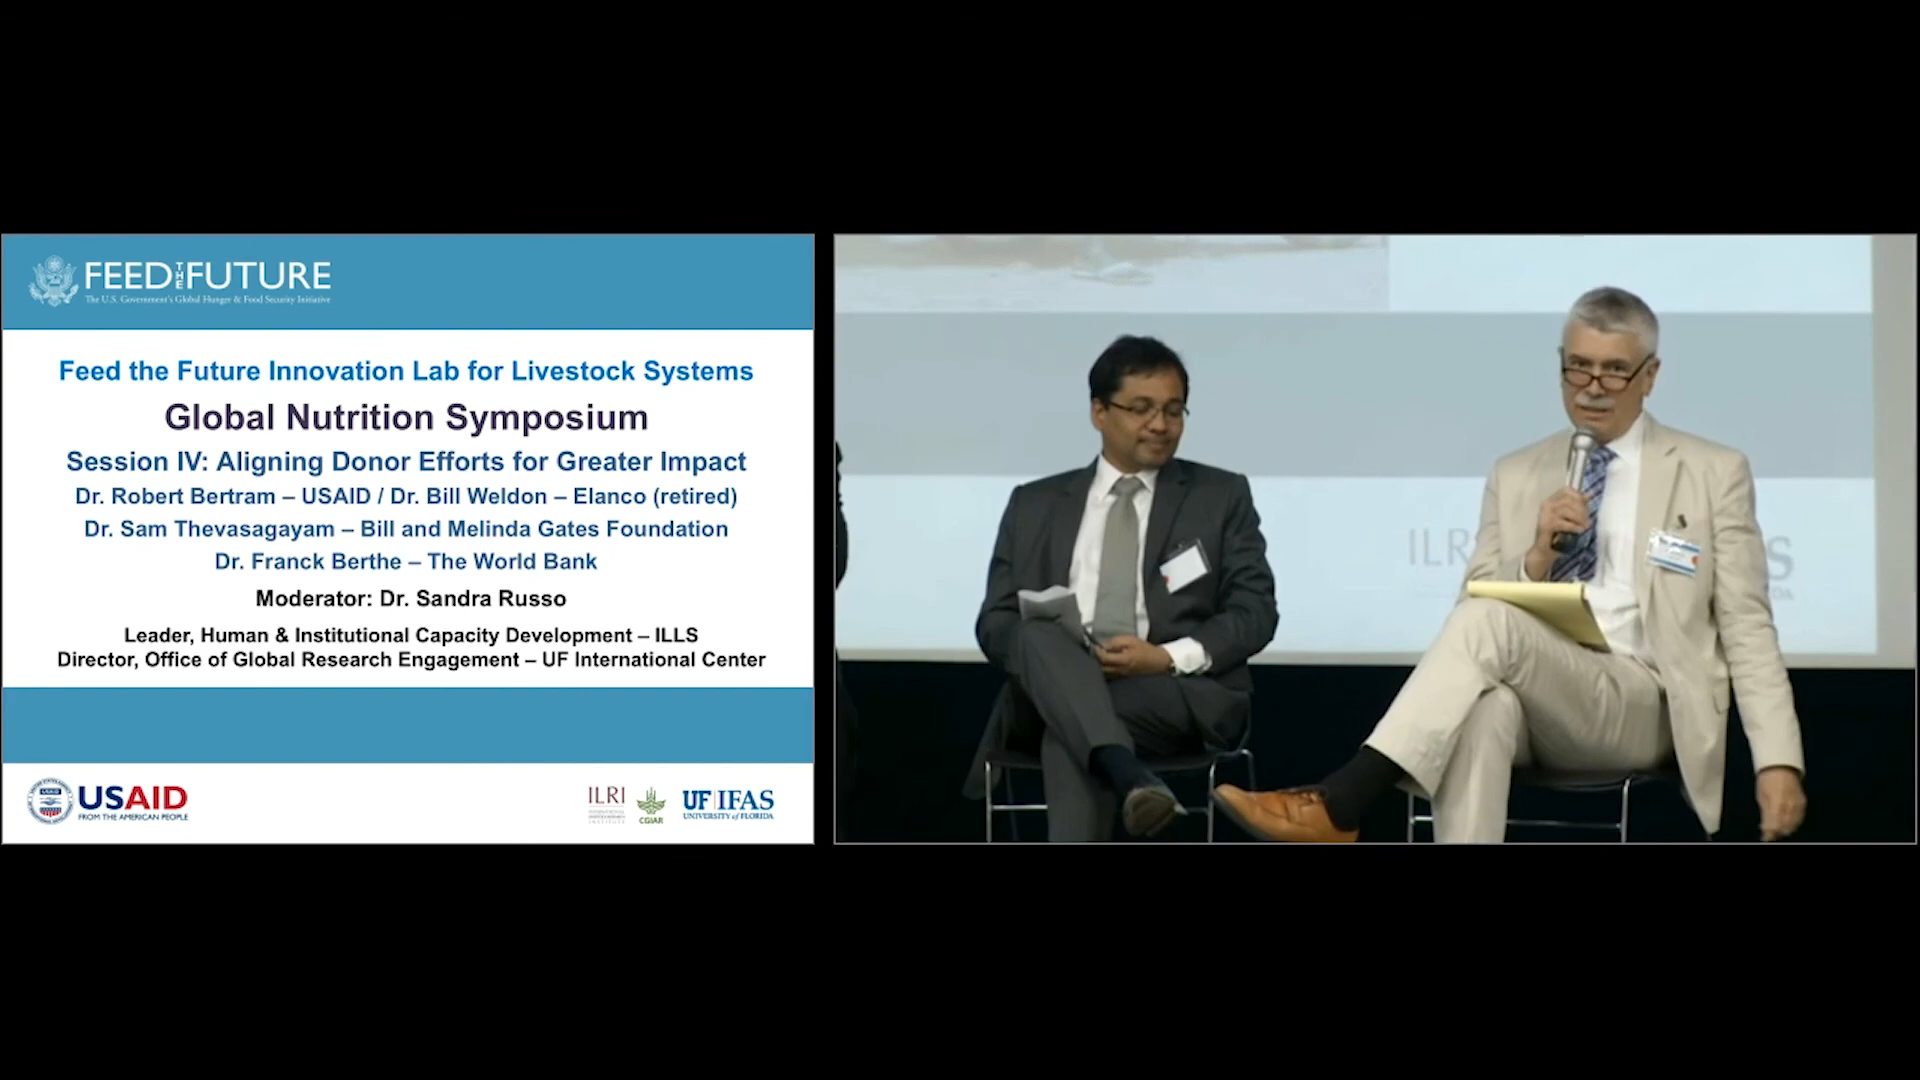 FEED THE FUTURE
The U.S. Government's Global Hunger & Food Security Initiative
Feed the Future Innovation Lab for Livestock Systems
Global Nutrition Symposium
Session IV: Aligning Donor Efforts for Greater Impact
Dr. Robert Bertram – USAID / Dr. Bill Weldon – Elanco (retired)
Dr. Sam Thevasagayam – Bill and Melinda Gates Foundation
Dr. Franck Berthe – The World Bank
Moderator: Dr. Sandra Russo
Leader, Human & Institutional Capacity Development – ILLS
Director, Office of Global Research Engagement – UF International Center
USAID
FROM THE AMERICAN PEOPLE
ILRI
CGIAR
UF IFAS
UNIVERSITY of FLORIDA
ILRI